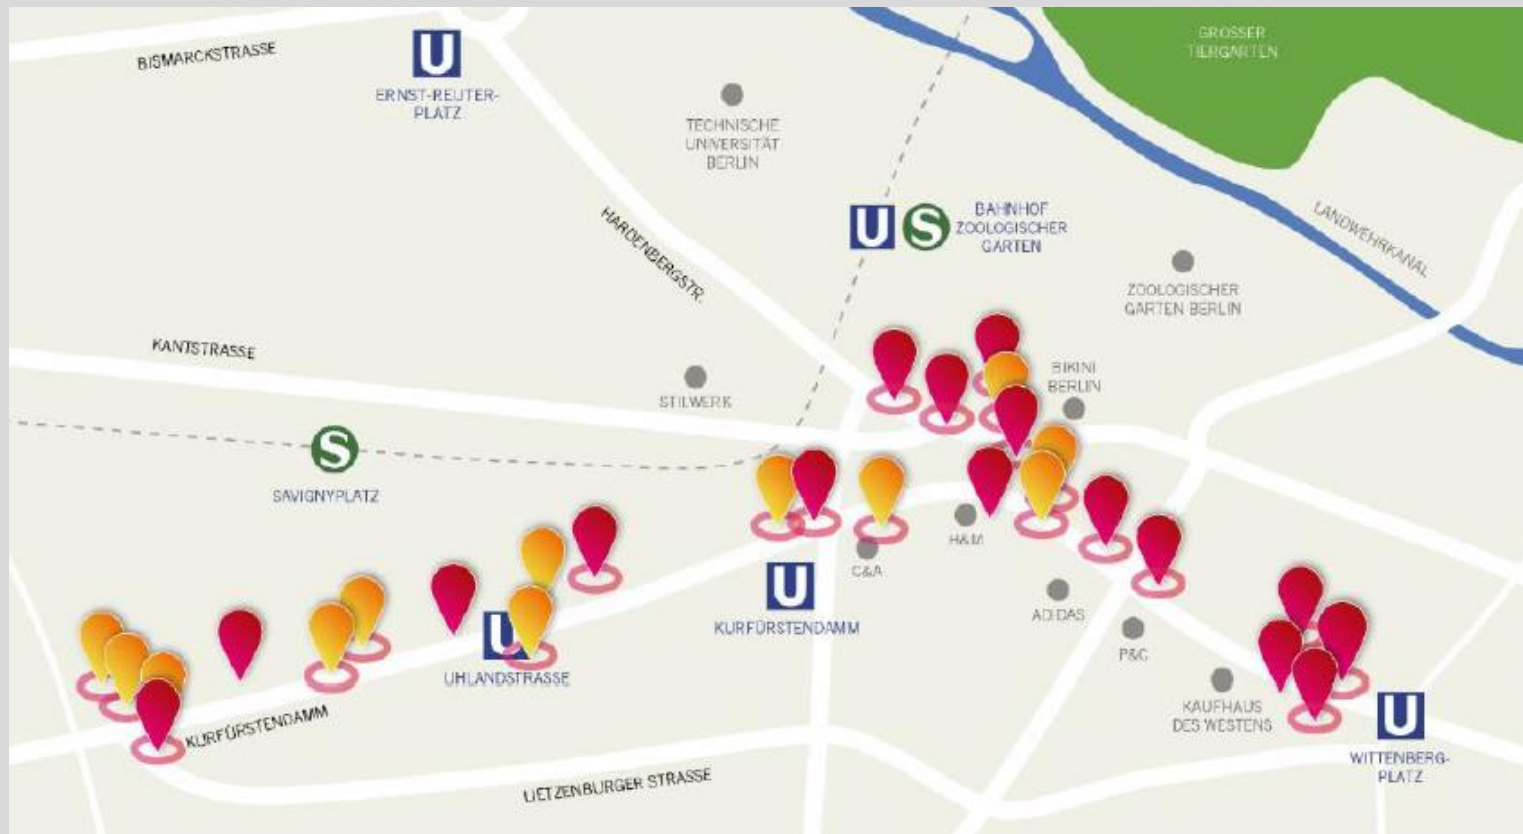 GROSSER
TIERGARTEN
BISMARCKSTRASSE
U
ERNST-REUTER-
PLATZ
TECHNISCHE
UNIVERSITÄT
BERLIN
HARDENBERGSTR.
U
S
BAHNHOF
ZOOLOGISCHER
GARTEN
LANDWEHRKANAL
ZOOLOGISCHER
GARTEN BERLIN
KANTSTRASSE
STILWERK
BIKINI
BERLIN
S
SAVIGNYPLATZ
H&M
C&A
U
KURFÜRSTENDAMM
ADIDAS
P&C
U
UHLANDSTRASSE
KURFÜRSTENDAMM
KAUFHAUS
DES WESTENS
U
WITTENBERG-
PLATZ
LIETZENBURGER STRASSE